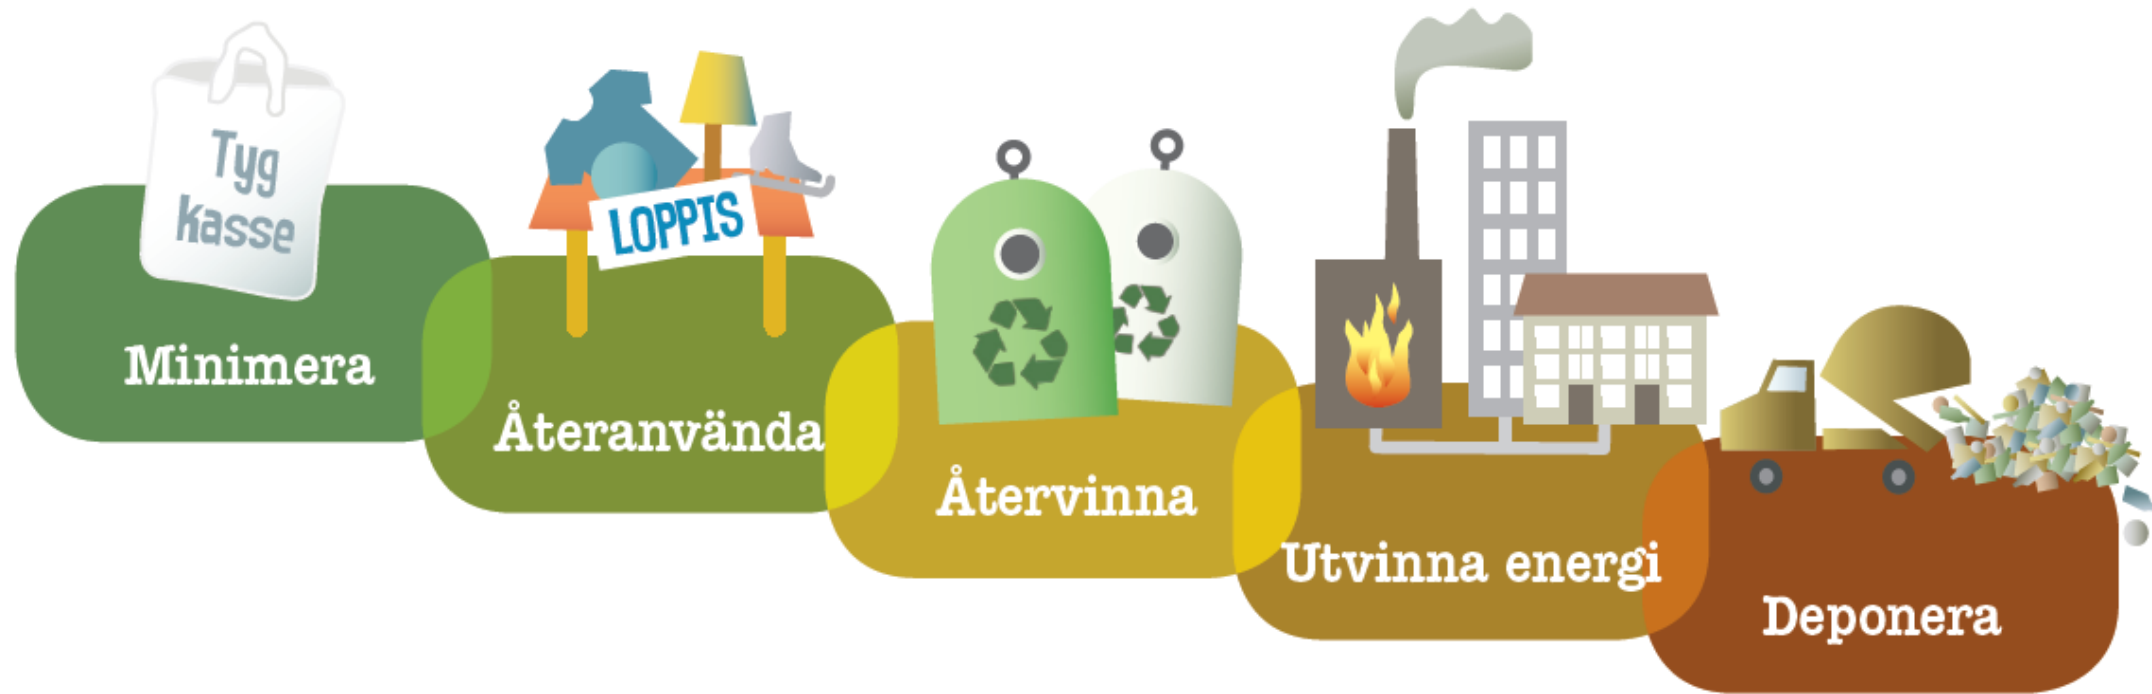 Tyg
kasse
Minimera
LOPPIS
Återanvända
Återvinna
Utvinna energi
Deponera